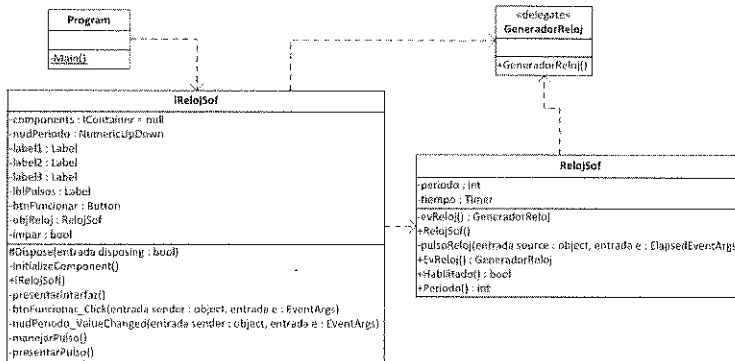 Program
-Main()
«delegate»
GeneradorReloj
+GeneradorReloj()
IRelojSof
-components : IContainer = null
-nudPeriodo : NumericUpDown
-label1 : Label
-label2 : Label
-label3 : Label
-lblPulsos : Label
-btnFuncionar : Button
-objReloj : RelojSof
-impar : bool
#Dispose(entrada disposing : bool)
-InitializeComponent()
+IRelojSof()
-presentarInterfaz()
-btnFuncionar_Click(entrada sender : object, entrada e : EventArgs)
-nudPeriodo_ValueChanged(entrada sender : object, entrada e : EventArgs)
-manejarPulso()
-presentarPulso()
RelojSof
-periodo : int
-tiempo : Timer
-evReloj() : GeneradorReloj
+RelojSof()
-pulsoReloj(entrada source : object, entrada e : ElapsedEventArgs)
+EvReloj() : GeneradorReloj
+Habilitado() : bool
+Periodo() : int